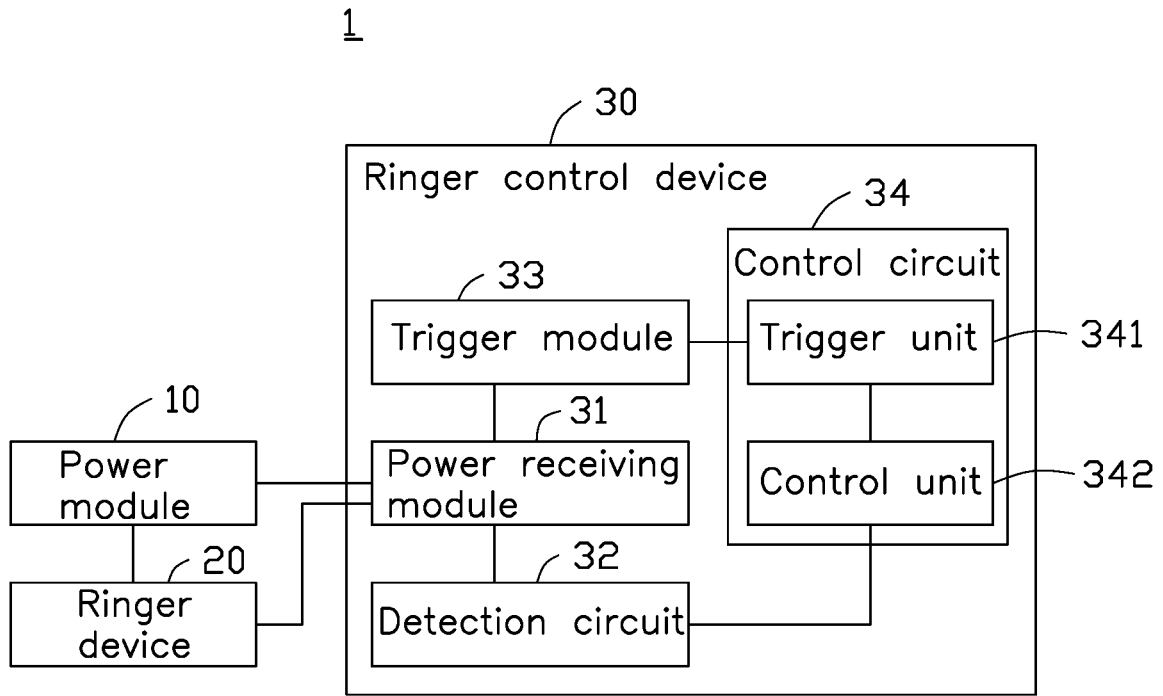 1
30
Ringer control device
34
Control circuit
33
Trigger module
Trigger unit
341
10
31
Power
module
Power receiving
module
Control unit
342
20
32
Ringer
device
Detection circuit